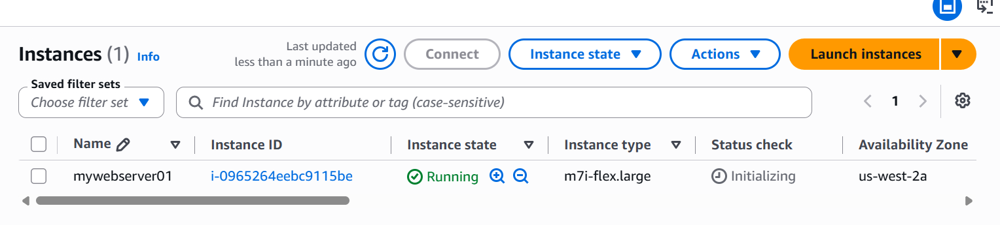 Instances (1) Info
Last updated
less than a minute ago
Connect
Instance state
Actions
Launch instances
Saved filter sets
Choose filter set
Find Instance by attribute or tag (case-sensitive)
1
Name Instance ID Instance state Instance type Status check Availability Zone
mywebserver01 i-0965264eebc9115be Running m7i-flex.large Initializing us-west-2a